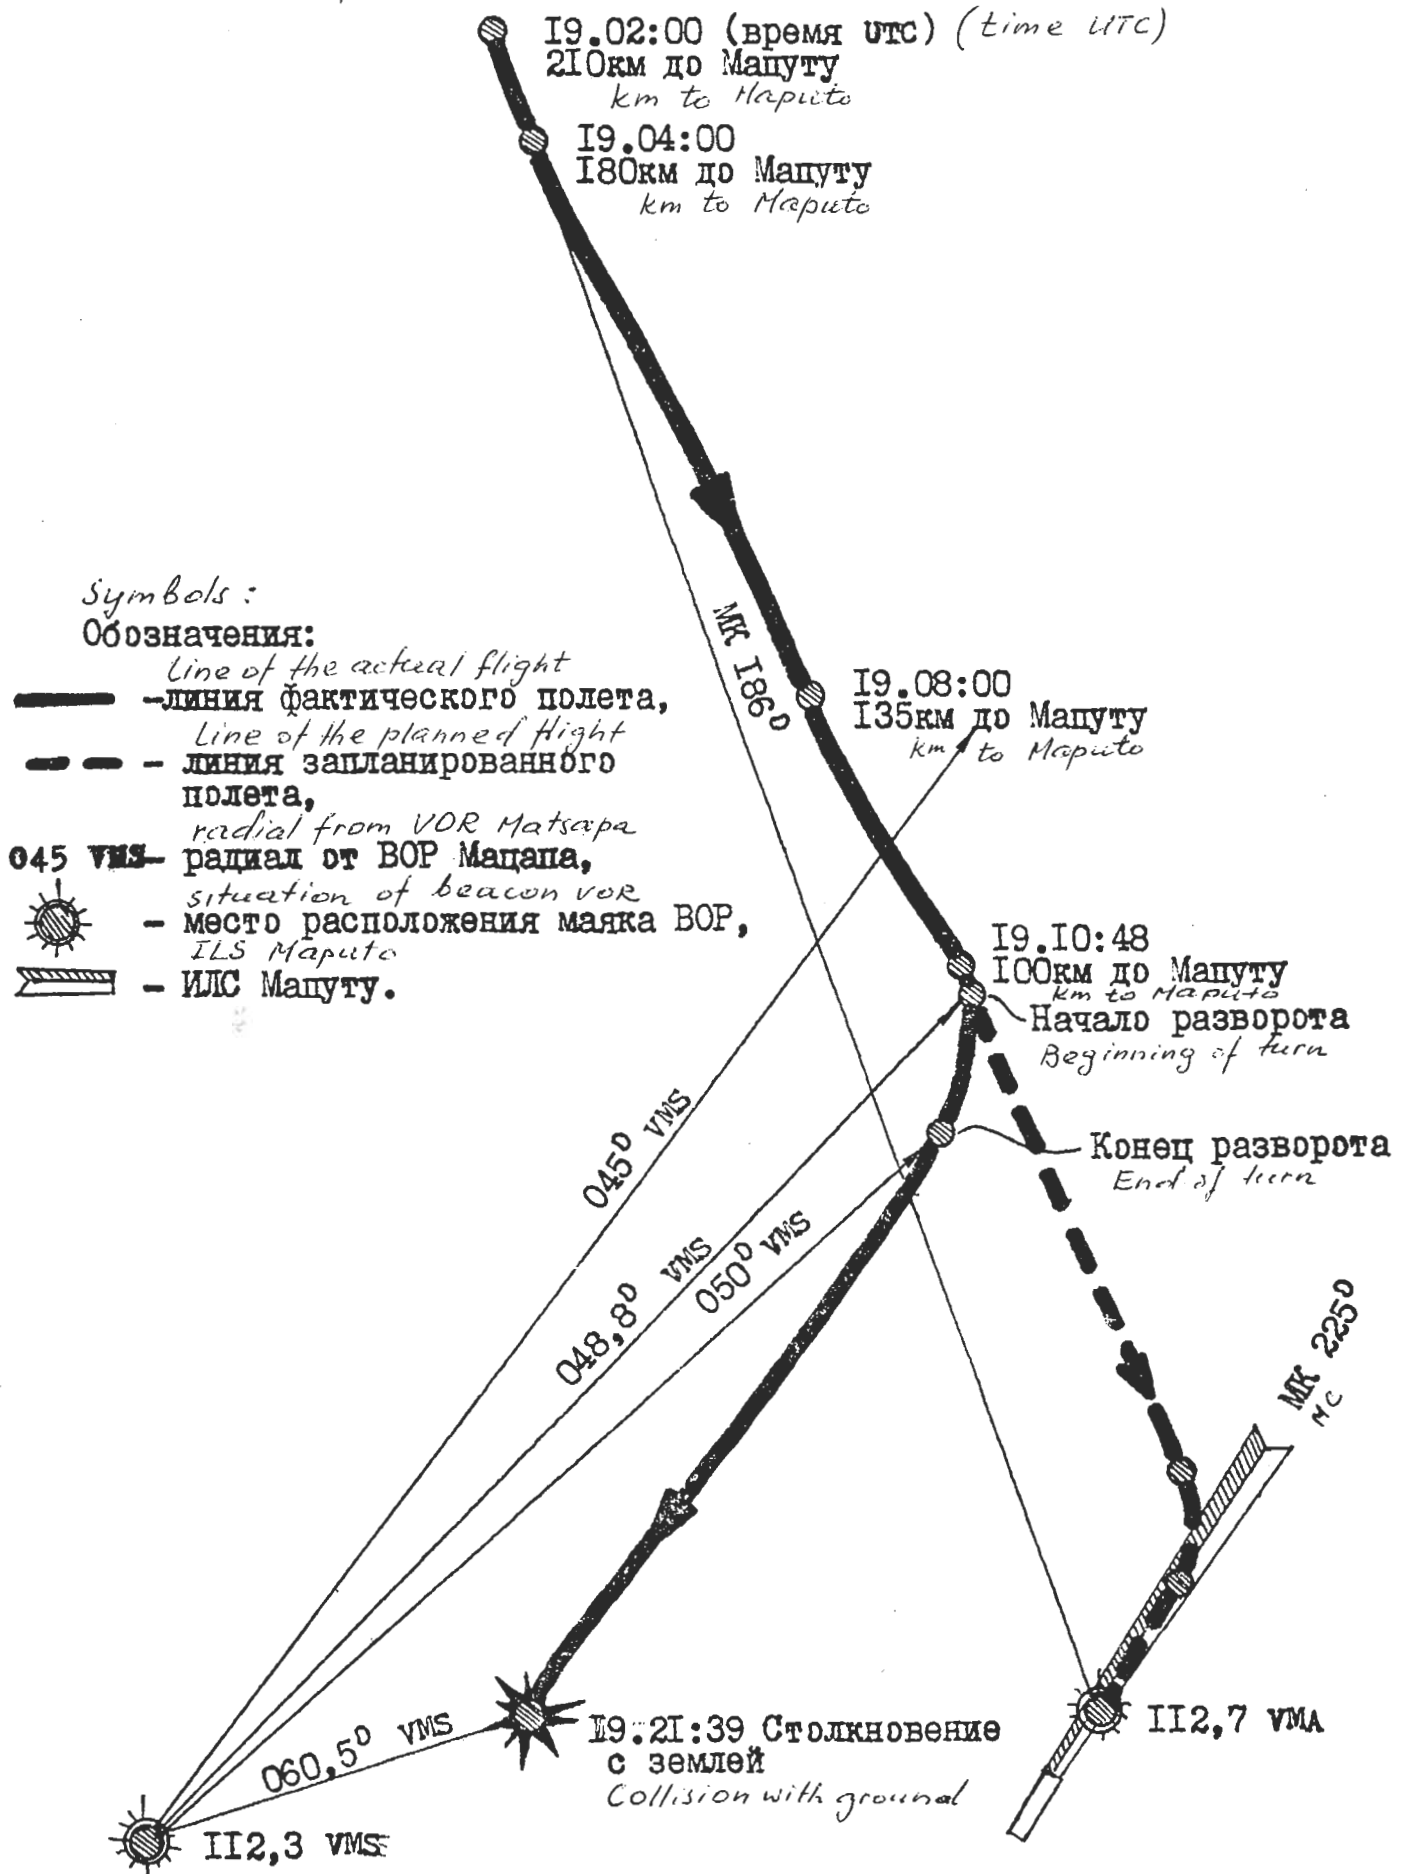 I9.02:00 (время UTC) (time UTC)
2I0км до Мапуту
km to Maputo
I9.04:00
I80км до Мапуту
km to Maputo
МК I86°
Symbols:
Обозначения:
Line of the actual flight
-линия фактического полета,
Line of the planned flight
- линия запланированного
полета,
radial from VOR Matsapa
045 VMS- радиал от ВОР Мацапа,
situation of beacon VOR
- место расположения маяка ВОР,
ILS Maputo
- ИЛС Мапуту.
I9.08:00
I35км до Мапуту
km to Maputo
I9.I0:48
I00км до Мапуту
km to Maputo
Начало разворота
Beginning of turn
Конец разворота
End of turn
045° VMS
048,8° VMS
050° VMS
МК 225°
MC
060,5° VMS
I9.2I:39 Столкновение
с землей
Collision with ground
II2,7 VMA
II2,3 VMS